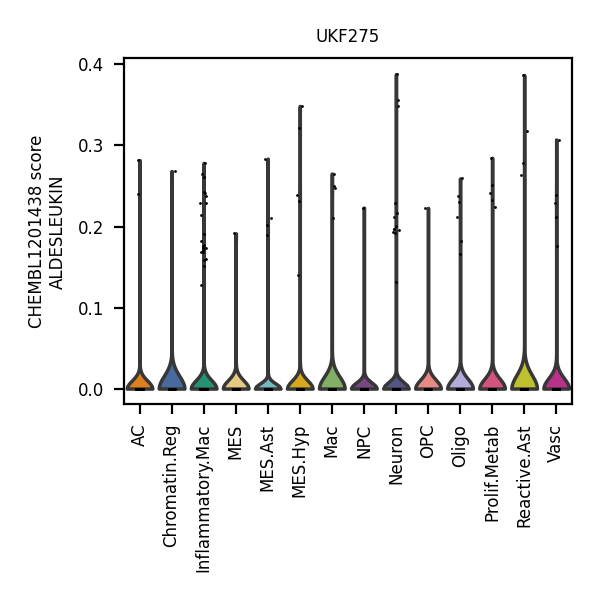 UKF275
CHEMBL1201438 score
ALDESLEUKIN
0.4
0.3
0.2
0.1
0.0
AC
Chromatin.Reg
Inflammatory.Mac
MES
MES.Ast
MES.Hyp
Mac
NPC
Neuron
OPC
Oligo
Prolif.Metab
Reactive.Ast
Vasc